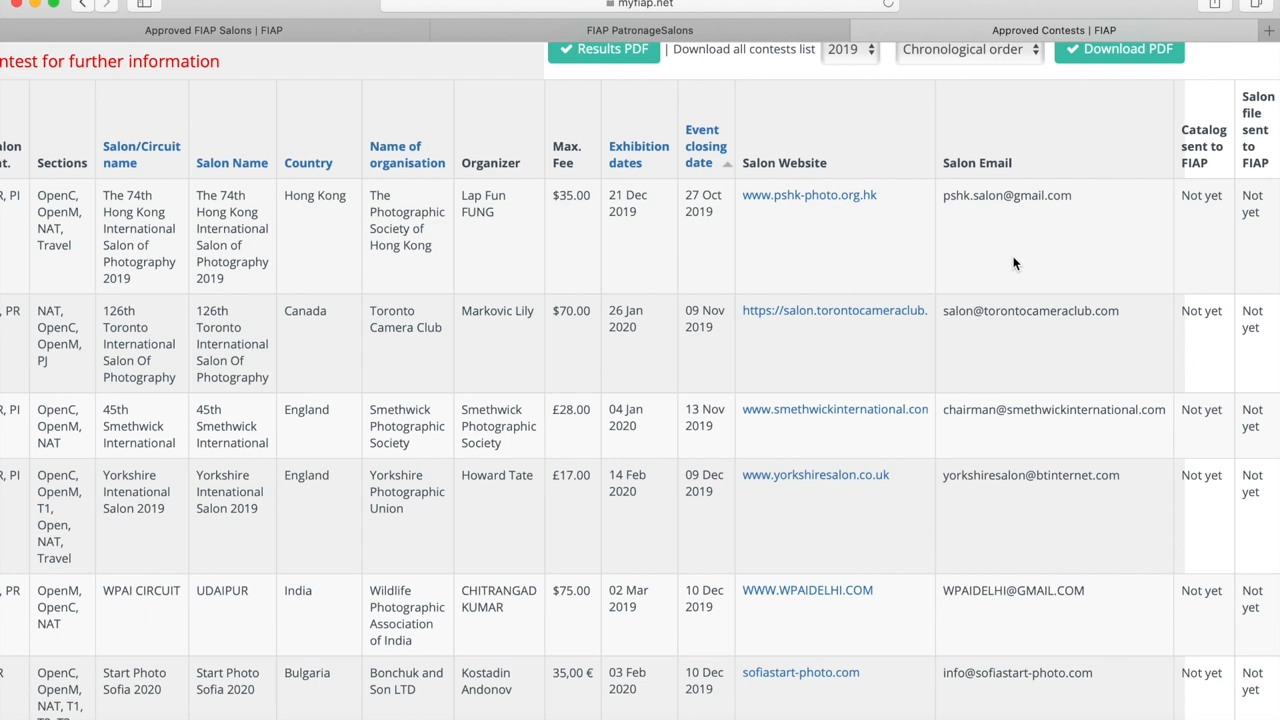 myfiap.net
Approved FIAP Salons | FIAP
FIAP PatronageSalons
Approved Contests | FIAP
ntest for further information
Results PDF | Download all contests list 2019 Chronological order Download PDF
alon
nt.
Sections
Salon/Circuit
name
Salon Name
Country
Name of
organisation
Organizer
Max.
Fee
Exhibition
dates
Event
closing
date
Salon Website
Salon Email
Catalog
sent to
FIAP
Salon
file
sent
to
FIAP
R, PI
OpenC,
OpenM,
NAT,
Travel
The 74th
Hong Kong
International
Salon of
Photography
2019
The 74th
Hong Kong
International
Salon of
Photography
2019
Hong Kong
The
Photographic
Society of
Hong Kong
Lap Fun
FUNG
$35.00
21 Dec
2019
27 Oct
2019
www.pshk-photo.org.hk
pshk.salon@gmail.com
Not yet
Not
yet
, PR
NAT,
OpenC,
OpenM,
PJ
126th
Toronto
International
Salon Of
Photography
126th
Toronto
International
Salon Of
Photography
Canada
Toronto
Camera Club
Markovic Lily
$70.00
26 Jan
2020
09 Nov
2019
https://salon.torontocameraclub.
salon@torontocameraclub.com
Not yet
Not
yet
R, PI
OpenC,
OpenM,
NAT
45th
Smethwick
International
45th
Smethwick
International
England
Smethwick
Photographic
Society
Smethwick
Photographic
Society
£28.00
04 Jan
2020
13 Nov
2019
www.smethwickinternational.con
chairman@smethwickinternational.com
Not yet
Not
yet
R, PI
OpenC,
OpenM,
T1,
Open,
NAT,
Travel
Yorkshire
Intenational
Salon 2019
Yorkshire
Intenational
Salon 2019
England
Yorkshire
Photographic
Union
Howard Tate
£17.00
14 Feb
2020
09 Dec
2019
www.yorkshiresalon.co.uk
yorkshiresalon@btinternet.com
Not yet
Not
yet
, PR
OpenM,
OpenC,
NAT
WPAI CIRCUIT
UDAIPUR
India
Wildlife
Photographic
Association
of India
CHITRANGAD
KUMAR
$75.00
02 Mar
2019
10 Dec
2019
WWW.WPAIDELHI.COM
WPAIDELHI@GMAIL.COM
Not yet
Not
yet
R
OpenC,
OpenM,
NAT, T1,
Start Photo
Sofia 2020
Start Photo
Sofia 2020
Bulgaria
Bonchuk and
Son LTD
Kostadin
Andonov
35,00 €
03 Feb
2020
10 Dec
2019
sofiastart-photo.com
info@sofiastart-photo.com
Not yet
Not
yet